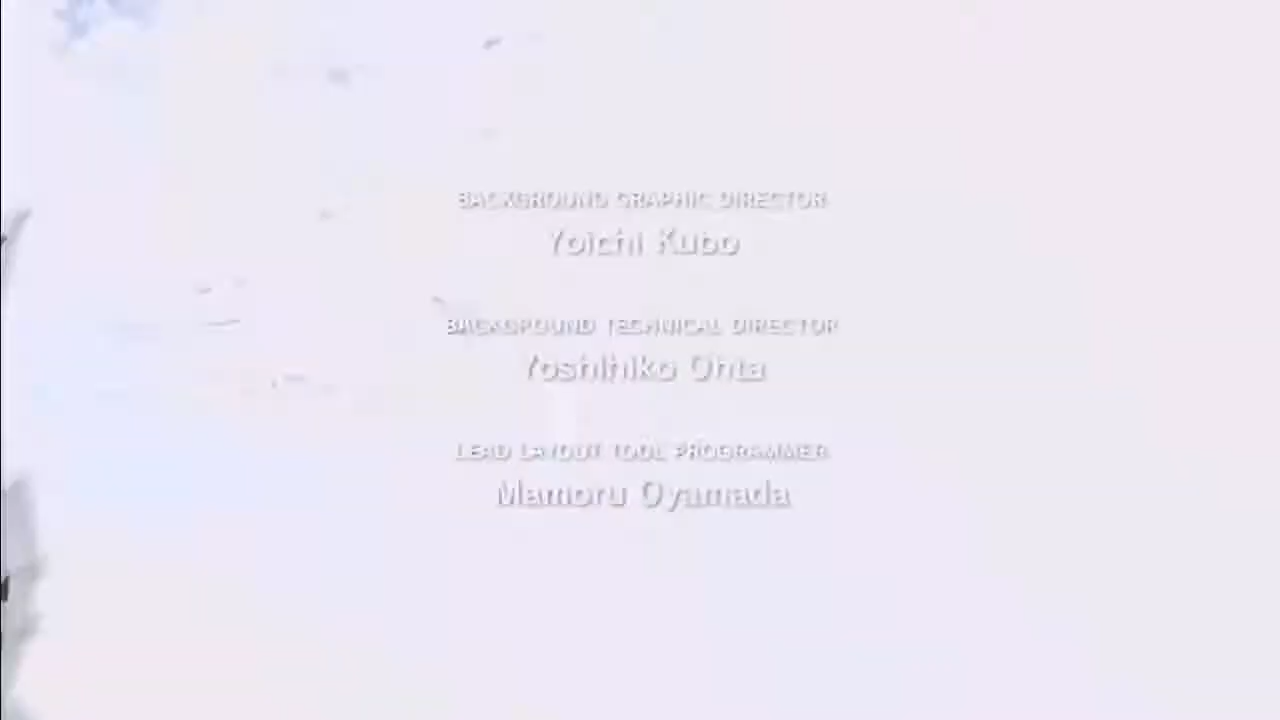 BACKGROUND GRAPHIC DIRECTOR
Yoichi Kubo
BACKGROUND TECHNICAL DIRECTOR
Yoshihiko Ohta
LEAD LAYOUT TOOL PROGRAMMER
Mamoru Oyamada